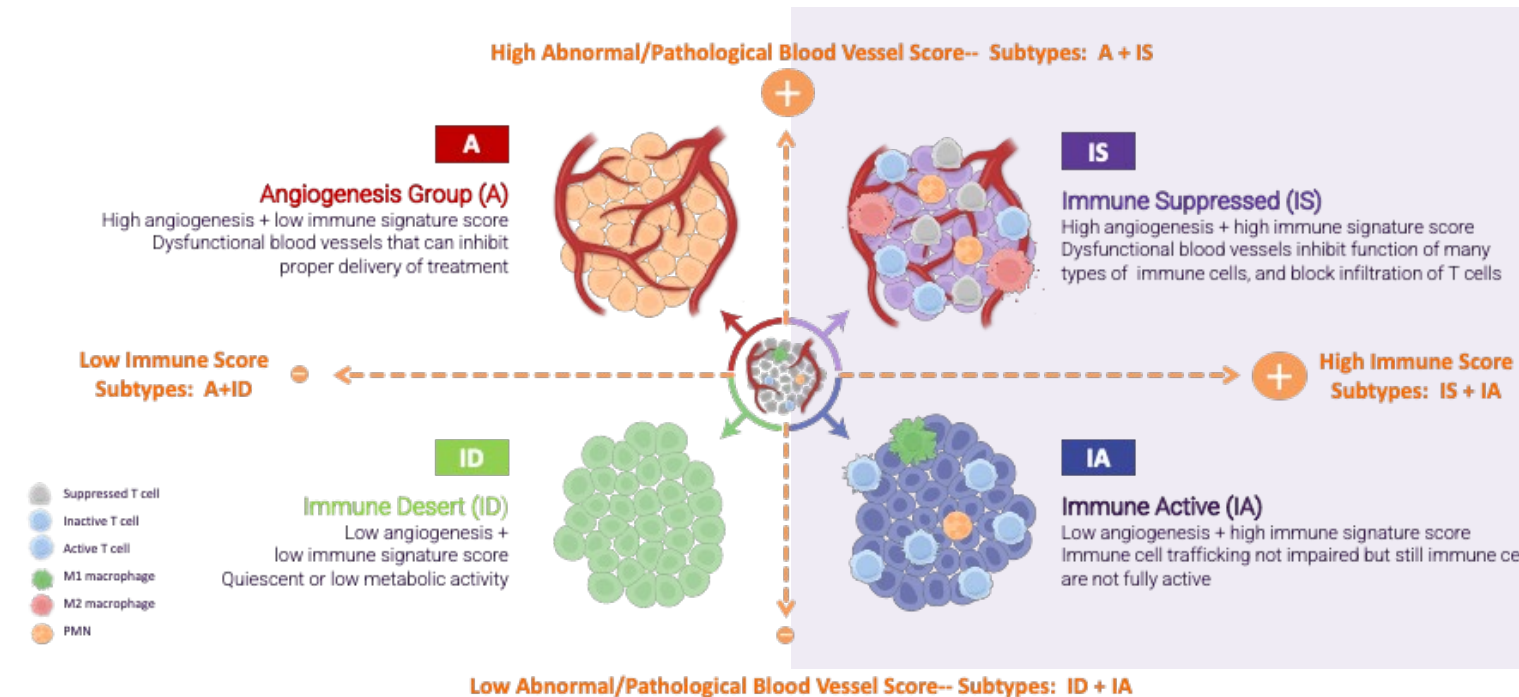 High Abnormal/Pathological Blood Vessel Score-- Subtypes: A + IS
A
Angiogenesis Group (A)
High angiogenesis + low immune signature score
Dysfunctional blood vessels that can inhibit
proper delivery of treatment
IS
Immune Suppressed (IS)
High angiogenesis + high immune signature score
Dysfunctional blood vessels inhibit function of many
types of immune cells, and block infiltration of T cells
Low Immune Score
Subtypes: A+ID
High Immune Score
Subtypes: IS + IA
ID
Immune Desert (ID)
Low angiogenesis +
low immune signature score
Quiescent or low metabolic activity
IA
Immune Active (IA)
Low angiogenesis + high immune signature score
Immune cell trafficking not impaired but still immune ce
are not fully active
Suppressed T cell
Inactive T cell
Active T cell
M1 macrophage
M2 macrophage
PMN
Low Abnormal/Pathological Blood Vessel Score-- Subtypes: ID + IA